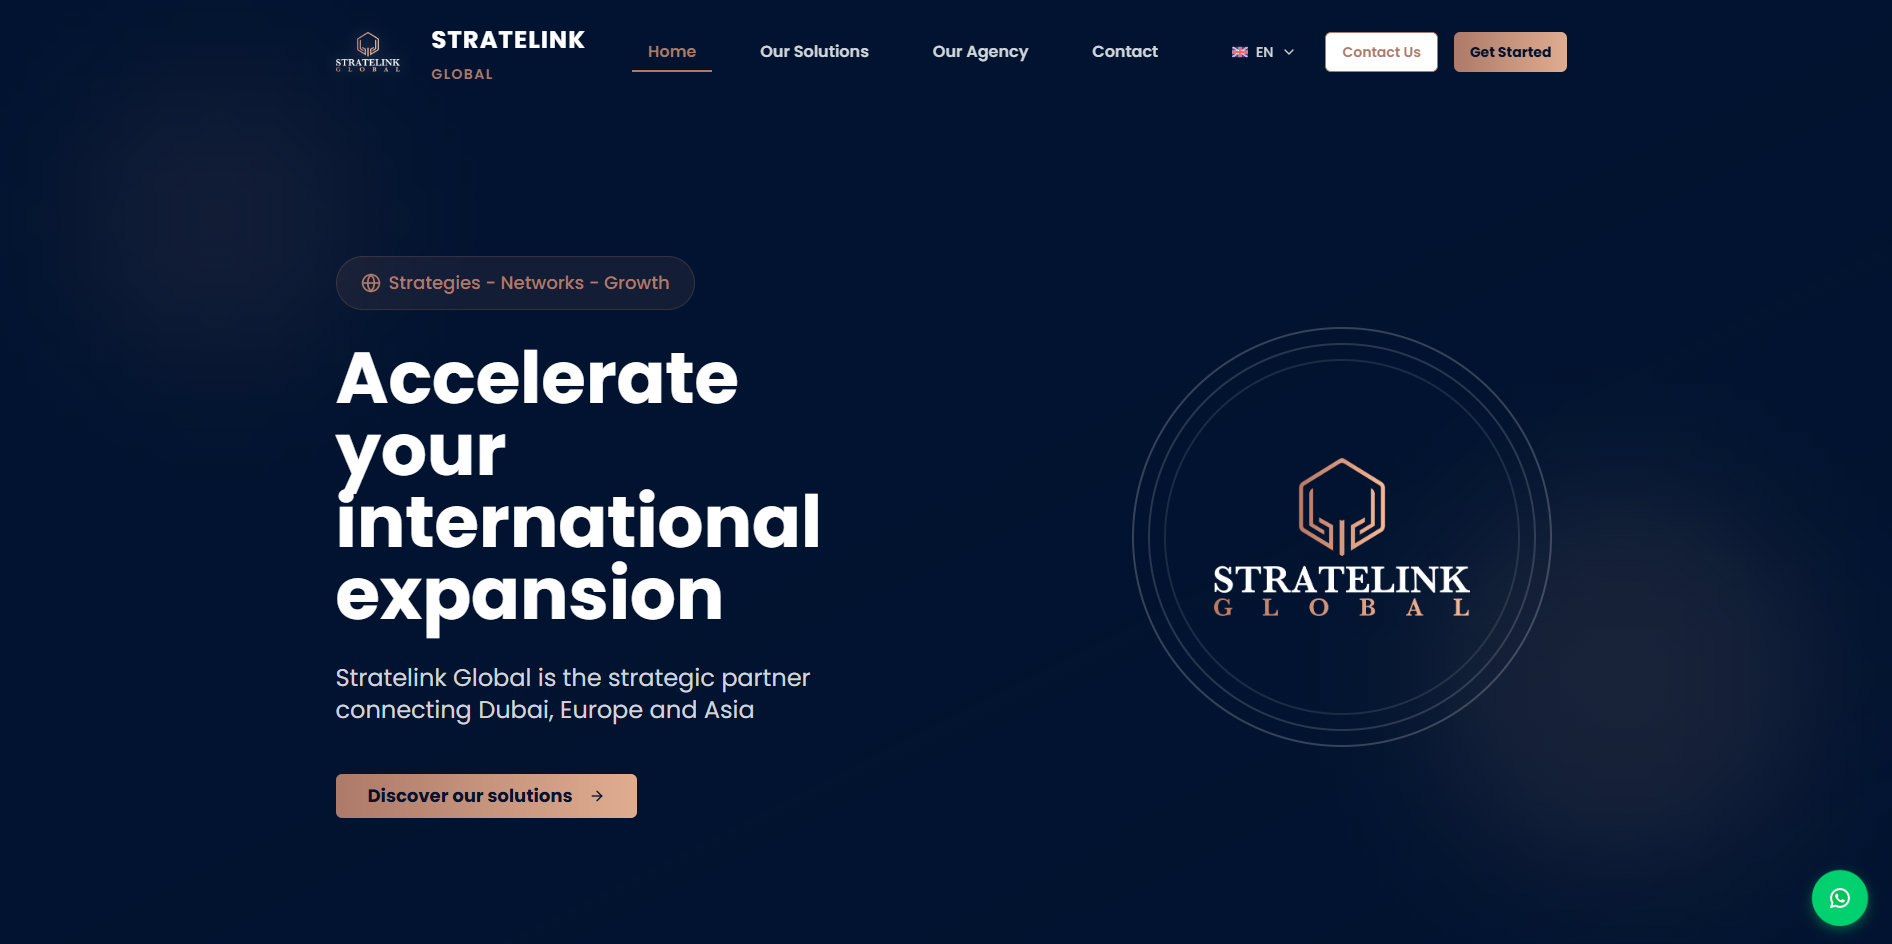 STRATELINK
GLOBAL
STRATELINK
GLOBAL
Home
Our Solutions
Our Agency
Contact
EN
Contact Us
Get Started
Strategies - Networks - Growth
Accelerate
your
international
expansion
Stratelink Global is the strategic partner
connecting Dubai, Europe and Asia
Discover our solutions
STRATELINK
GLOBAL